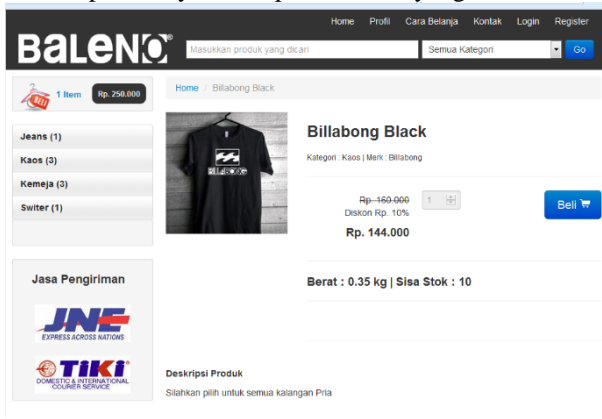 Home Profil Cara Belanja Kontak Login Register
BaLeNO
Masukkan produk yang dicari
Semua Kategori
Go
BELI
1 Item
Rp. 250.000
Home / Billabong Black
Jeans (1)
Kaos (3)
Kemeja (3)
Switer (1)
BILLABONG
Billabong Black
Kategori : Kaos | Merk : Billabong
Rp. 160.000
1
Diskon Rp. 10%
Rp. 144.000
Beli
Berat : 0.35 kg | Sisa Stok : 10
Jasa Pengiriman
JNE
EXPRESS ACROSS NATIONS
TIKI
DOMESTIC & INTERNATIONAL
COURIER SERVICE
Deskripsi Produk
Silahkan pilih untuk semua kalangan Pria